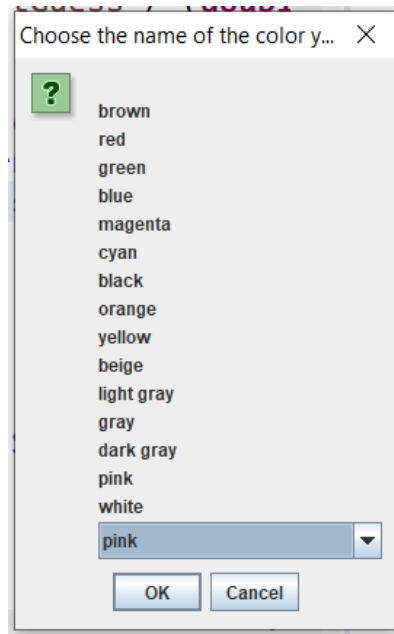 Choose the name of the color y...
?
brown
red
green
blue
magenta
cyan
black
orange
yellow
beige
light gray
gray
dark gray
pink
white
pink
OK Cancel